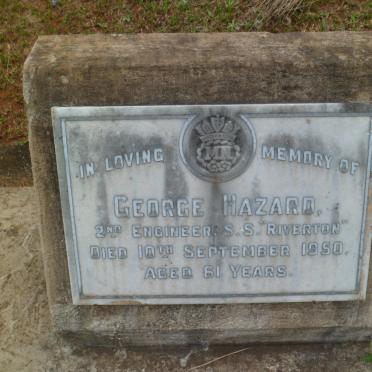 IN LOVING MEMORY OF
GEORGE HAZARD,
2ND ENGINEER, S.S. "RIVERTON"
DIED 10TH SEPTEMBER 1950,
AGED 61 YEARS.